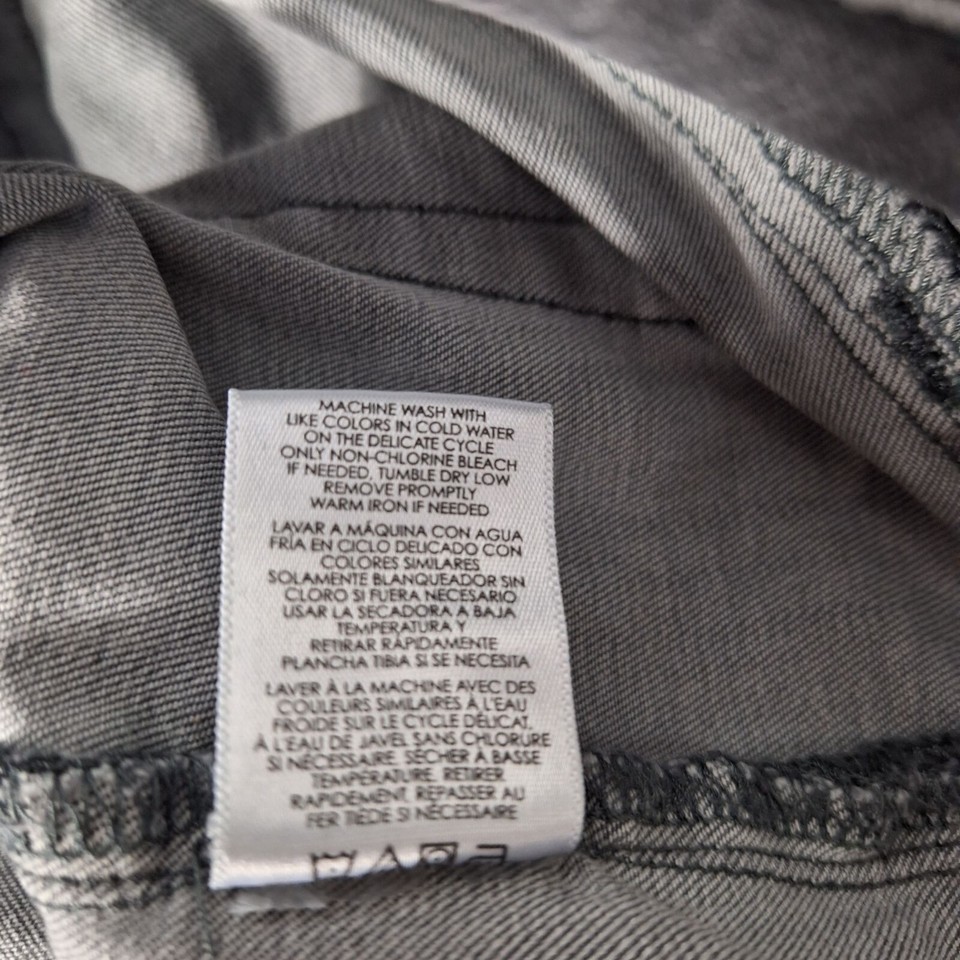 MACHINE WASH WITH
LIKE COLORS IN COLD WATER
ON THE DELICATE CYCLE
ONLY NON-CHLORINE BLEACH
IF NEEDED, TUMBLE DRY LOW
REMOVE PROMPTLY
WARM IRON IF NEEDED
LAVAR A MÁQUINA CON AGUA
FRÍA EN CICLO DELICADO CON
COLORES SIMILARES
SOLAMENTE BLANQUEADOR SIN
CLORO SI FUERA NECESARIO
USAR LA SECADORA A BAJA
TEMPERATURA Y
RETIRAR RÁPIDAMENTE
PLANCHA TIBIA SI SE NECESITA
LAVER À LA MACHINE AVEC DES
COULEURS SIMILAIRES À L'EAU
FROIDE SUR LE CYCLE DÉLICAT,
À L'EAU DE JAVEL SANS CHLORURE
SI NÉCESSAIRE. SÉCHER À BASSE
TEMPÉRATURE. RETIRER
RAPIDEMENT. REPASSER AU
FER TIÈDE SI NÉCESSAIRE